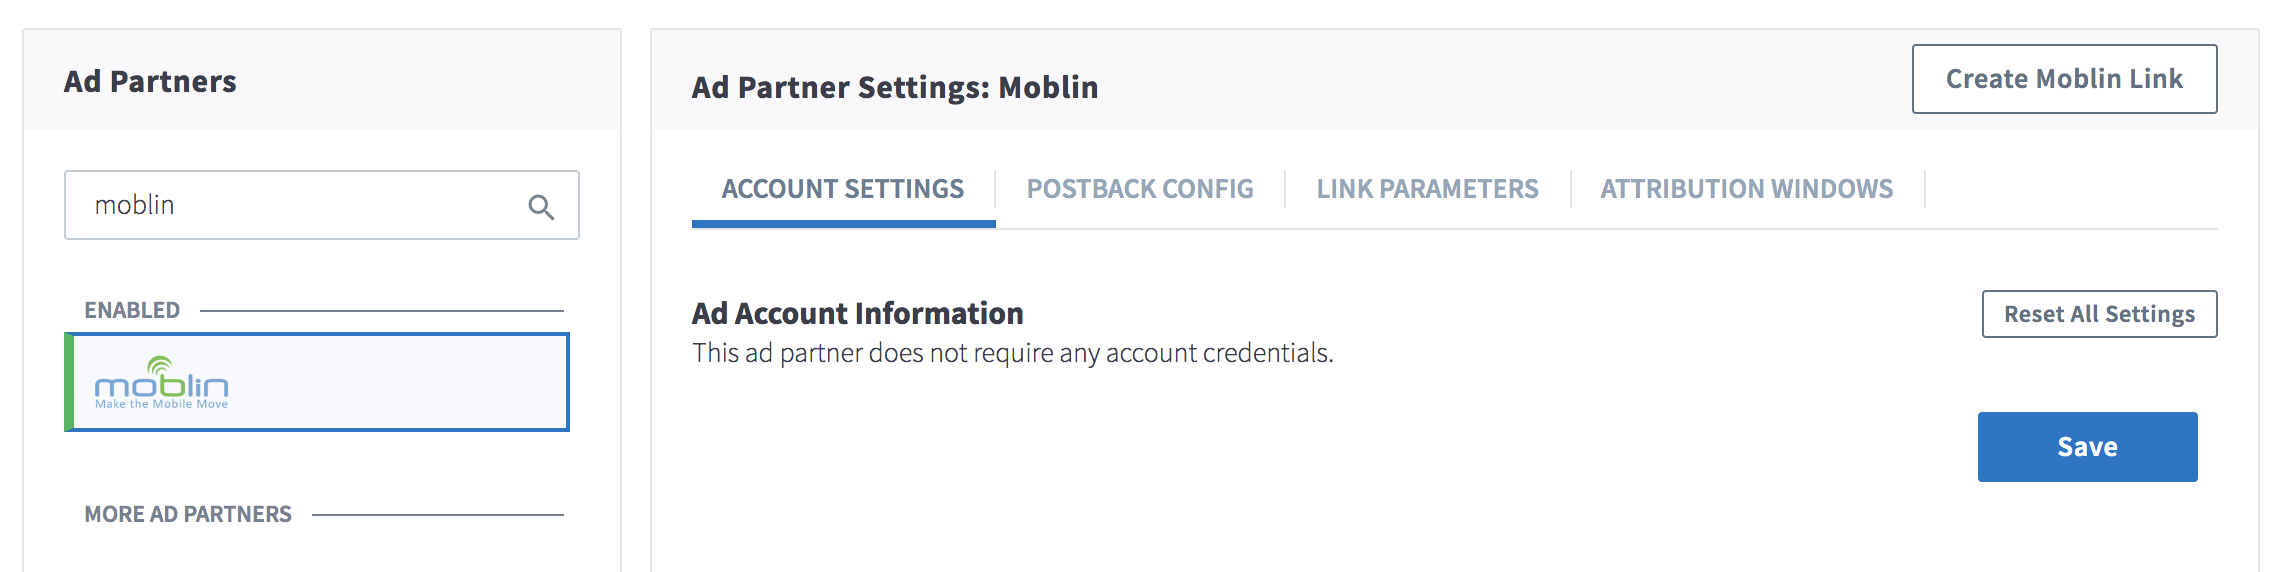 Ad Partners
moblin
ENABLED
moblin
Make the Mobile Move
MORE AD PARTNERS
Ad Partner Settings: Moblin
Create Moblin Link
ACCOUNT SETTINGS
POSTBACK CONFIG
LINK PARAMETERS
ATTRIBUTION WINDOWS
Ad Account Information
Reset All Settings
This ad partner does not require any account credentials.
Save